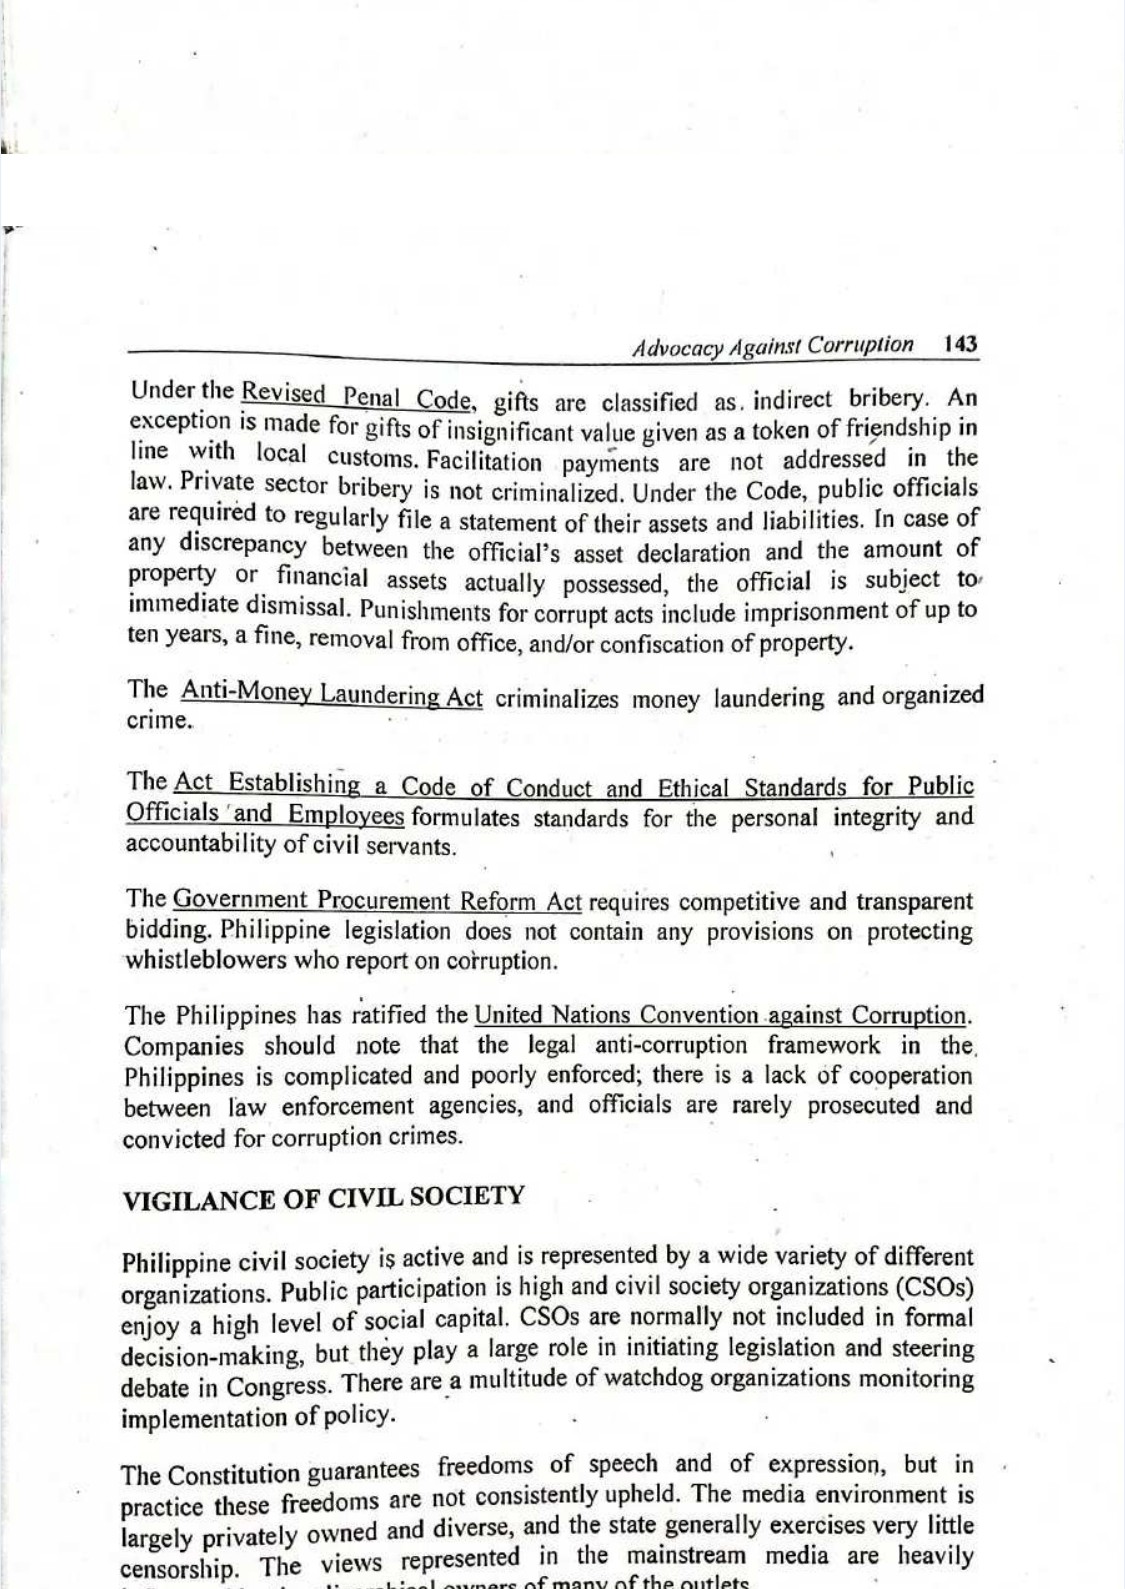 Advocacy Against Corruption 143
Under the Revised Penal Code, gifts are classified as indirect bribery. An
exception is made for gifts of insignificant value given as a token of friendship in
line with local customs. Facilitation payments are not addressed in the
law. Private sector bribery is not criminalized. Under the Code, public officials
are required to regularly file a statement of their assets and liabilities. In case of
any discrepancy between the official's asset declaration and the amount of
property or financial assets actually possessed, the official is subject to
immediate dismissal. Punishments for corrupt acts include imprisonment of up to
ten years, a fine, removal from office, and/or confiscation of property.
The Anti-Money Laundering Act criminalizes money laundering and organized
crime.
The Act Establishing a Code of Conduct and Ethical Standards for Public
Officials and Employees formulates standards for the personal integrity and
accountability of civil servants.
The Government Procurement Reform Act requires competitive and transparent
bidding. Philippine legislation does not contain any provisions on protecting
whistleblowers who report on corruption.
The Philippines has ratified the United Nations Convention against Corruption.
Companies should note that the legal anti-corruption framework in the
Philippines is complicated and poorly enforced; there is a lack of cooperation
between law enforcement agencies, and officials are rarely prosecuted and
convicted for corruption crimes.
VIGILANCE OF CIVIL SOCIETY
Philippine civil society is active and is represented by a wide variety of different
organizations. Public participation is high and civil society organizations (CSOs)
enjoy a high level of social capital. CSOs are normally not included in formal
decision-making, but they play a large role in initiating legislation and steering
debate in Congress. There are a multitude of watchdog organizations monitoring
implementation of policy.
The Constitution guarantees freedoms of speech and of expression, but in
practice these freedoms are not consistently upheld. The media environment is
largely privately owned and diverse, and the state generally exercises very little
censorship. The views represented in the mainstream media are heavily
owners of many of the outlets